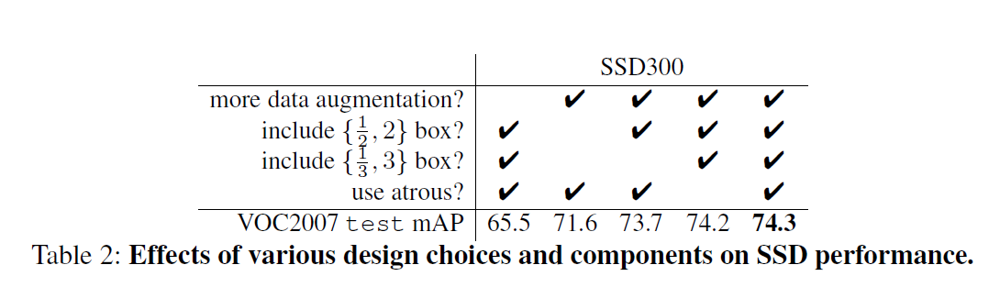 SSD300
more data augmentation? ✔ ✔ ✔ ✔
include {1/2, 2} box? ✔ ✔ ✔ ✔
include {1/3, 3} box? ✔ ✔ ✔
use atrous? ✔ ✔ ✔ ✔
VOC2007 test mAP 65.5 71.6 73.7 74.2 74.3
Table 2: Effects of various design choices and components on SSD performance.